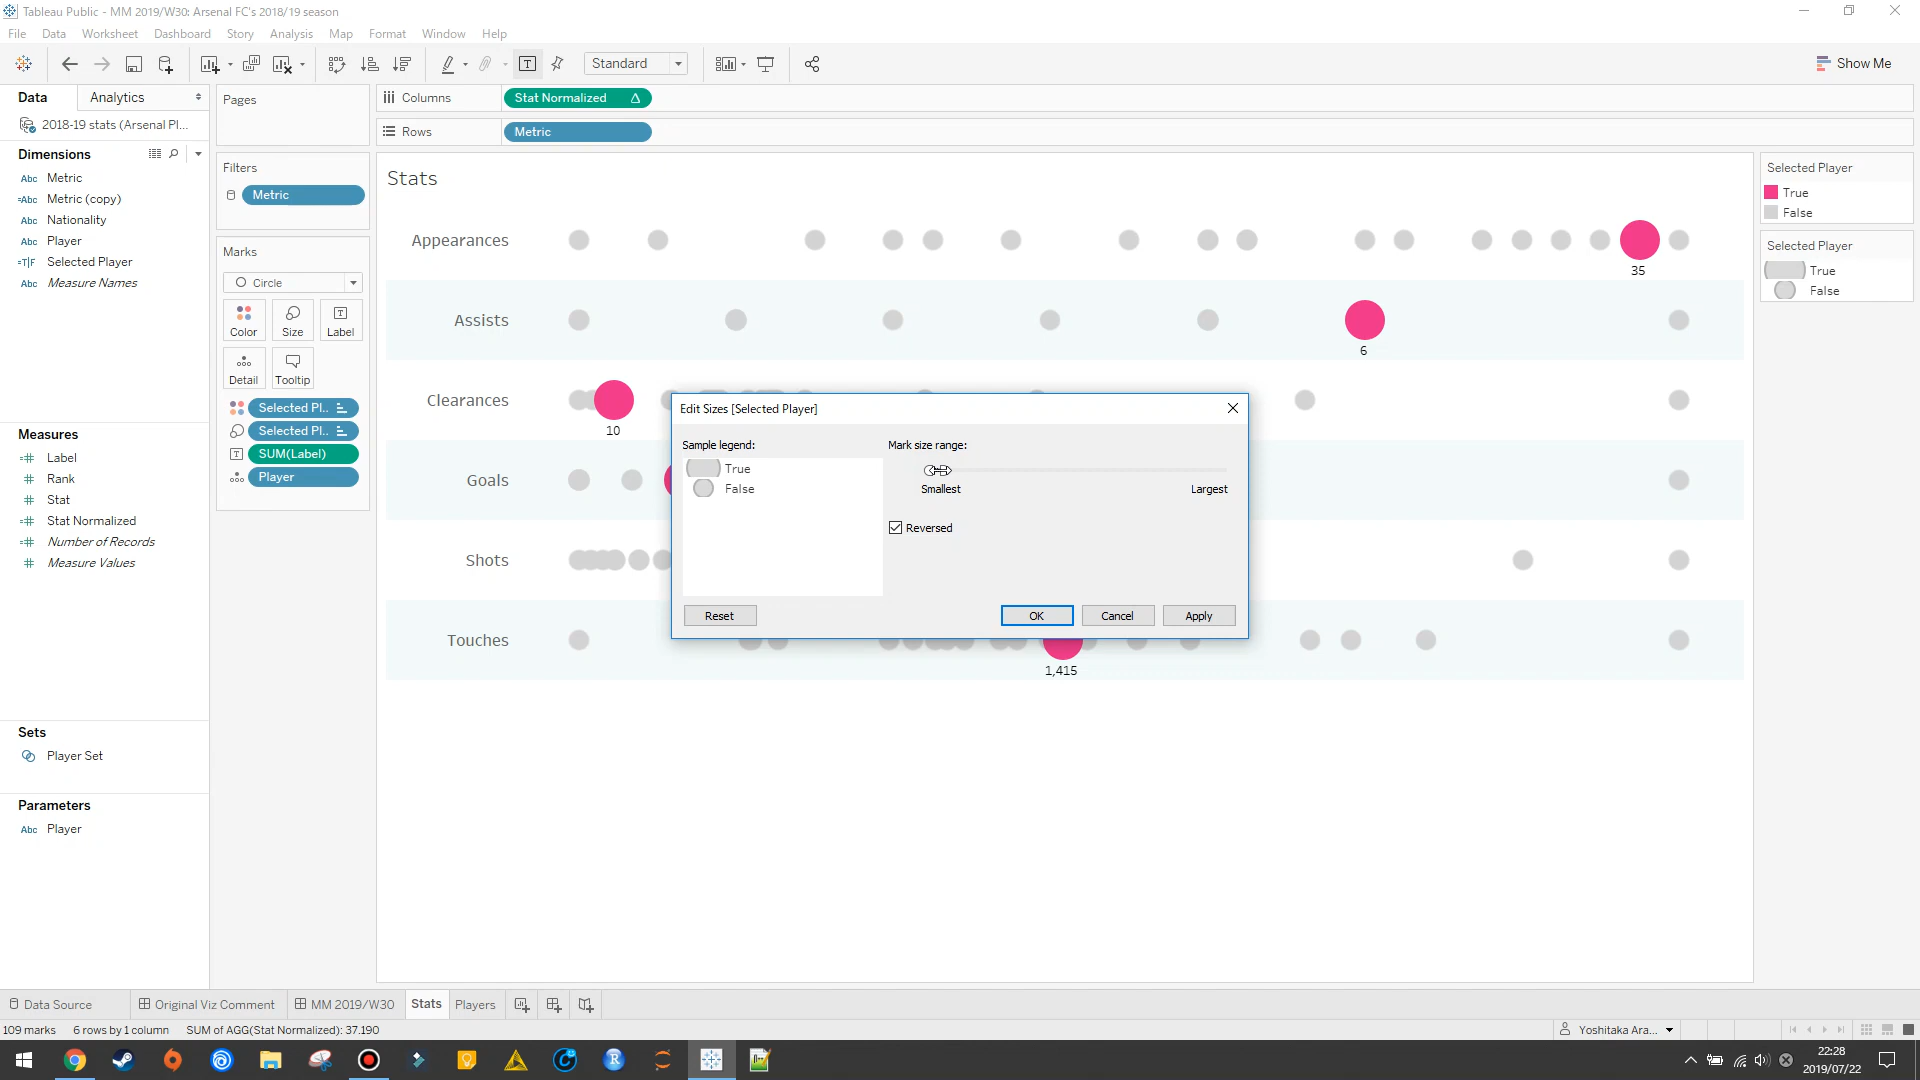 Tableau Public - MM 2019/W30: Arsenal FC's 2018/19 season
File Data Worksheet Dashboard Story Analysis Map Format Window Help
Standard
Show Me
Data Analytics
2018-19 stats (Arsenal Pl...
Dimensions
Abc Metric
=Abc Metric (copy)
Abc Nationality
Abc Player
=T|F Selected Player
Abc Measure Names
Measures
Label
Rank
Stat
Stat Normalized
Number of Records
Measure Values
Sets
Player Set
Parameters
Abc Player
Pages
Filters
Metric
Marks
Circle
Color Size Label
Detail Tooltip
Selected Pl..
Selected Pl..
SUM(Label)
Player
Columns Stat Normalized
Rows Metric
Stats
Appearances
35
Assists
6
Clearances
10
Goals
Shots
Touches
1,415
Edit Sizes [Selected Player]
Sample legend:
True
False
Mark size range:
Smallest Largest
Reversed
Reset OK Cancel Apply
Selected Player
True
False
Selected Player
True
False
Data Source Original Viz Comment MM 2019/W30 Stats Players
109 marks 6 rows by 1 column SUM of AGG(Stat Normalized): 37.190
Yoshitaka Ara...
22:28
2019/07/22